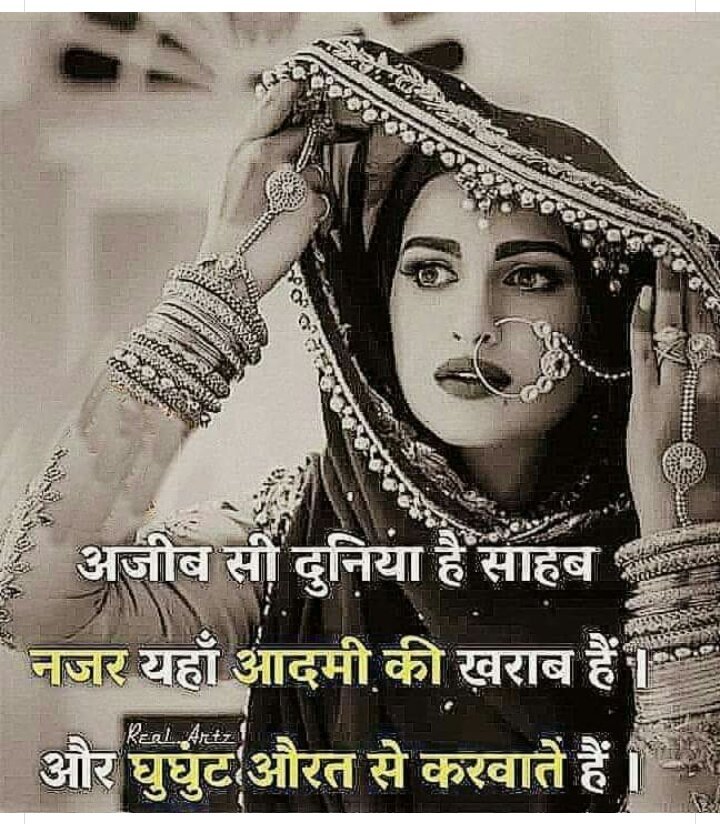 अजीब सी दुनिया है साहब
नजर यहाँ आदमी की ख़राब हैं।
Real Artz
और घुघुंट औरत से करवाते हैं।